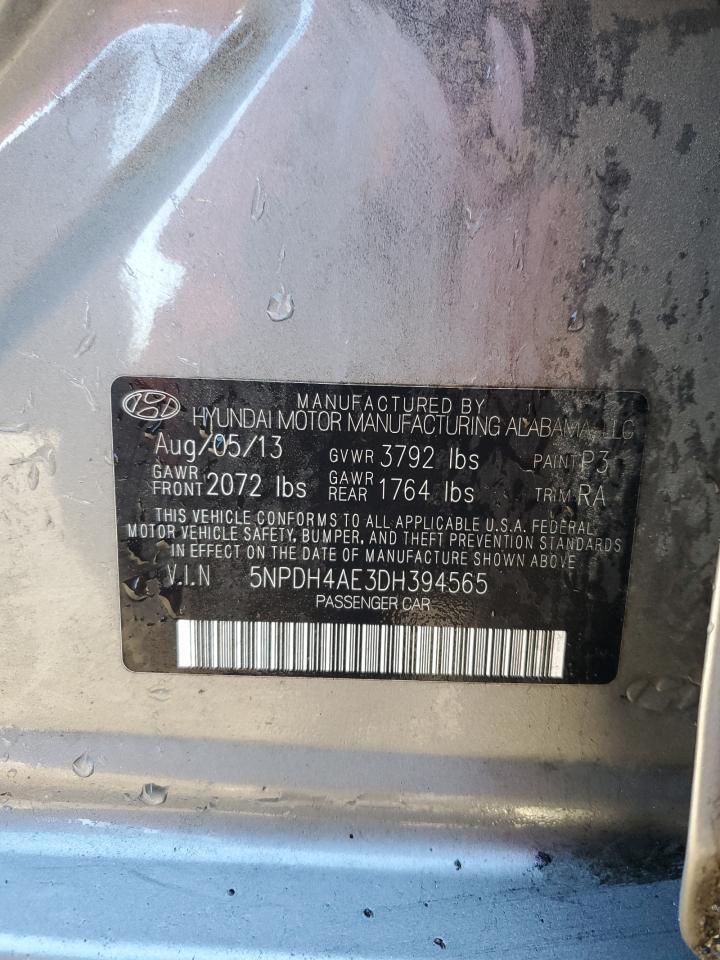 MANUFACTURED BY
HYUNDAI MOTOR MANUFACTURING ALABAMA, LLC
Aug/05/13 GVWR 3792 lbs PAINT P3
GAWR FRONT 2072 lbs GAWR REAR 1764 lbs TRIM RA
THIS VEHICLE CONFORMS TO ALL APPLICABLE U.S.A. FEDERAL
MOTOR VEHICLE SAFETY, BUMPER, AND THEFT PREVENTION STANDARDS
IN EFFECT ON THE DATE OF MANUFACTURE SHOWN ABOVE
V.I.N 5NPDH4AE3DH394565
PASSENGER CAR